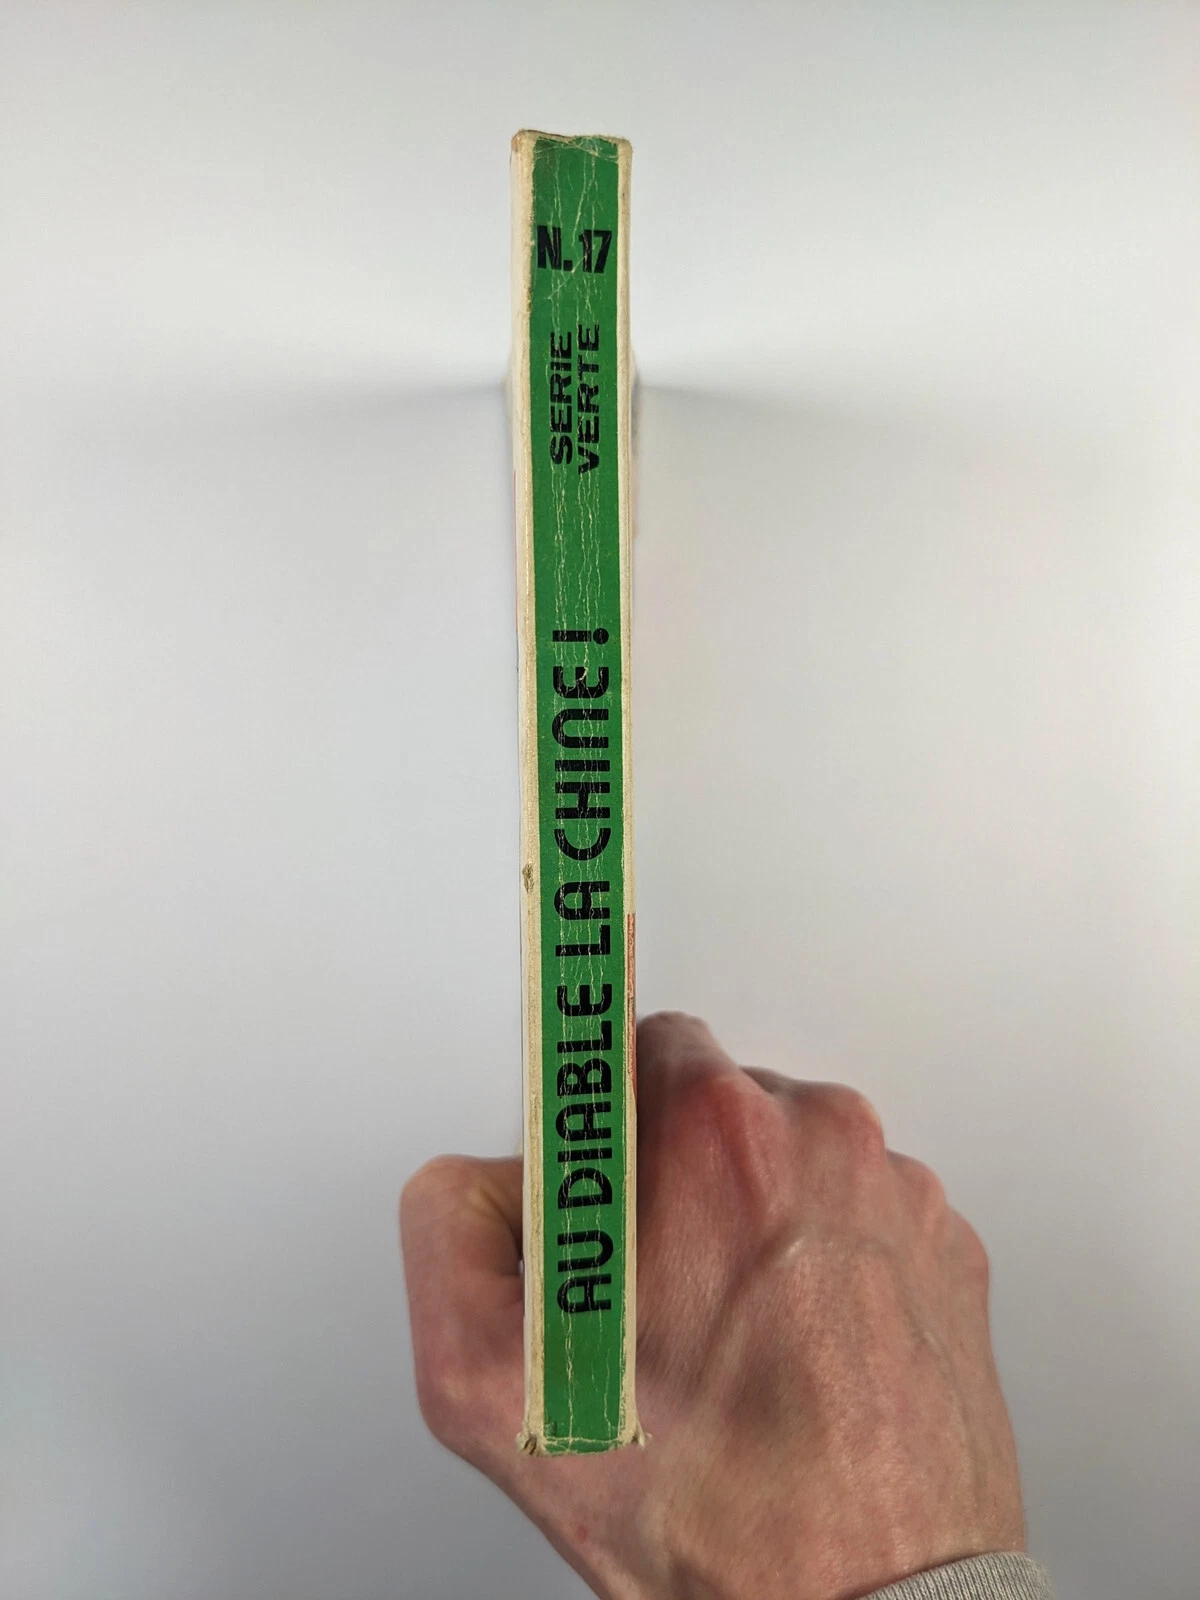 N.17
SERIE
VERTE
AU DIABLE LA CHINE!